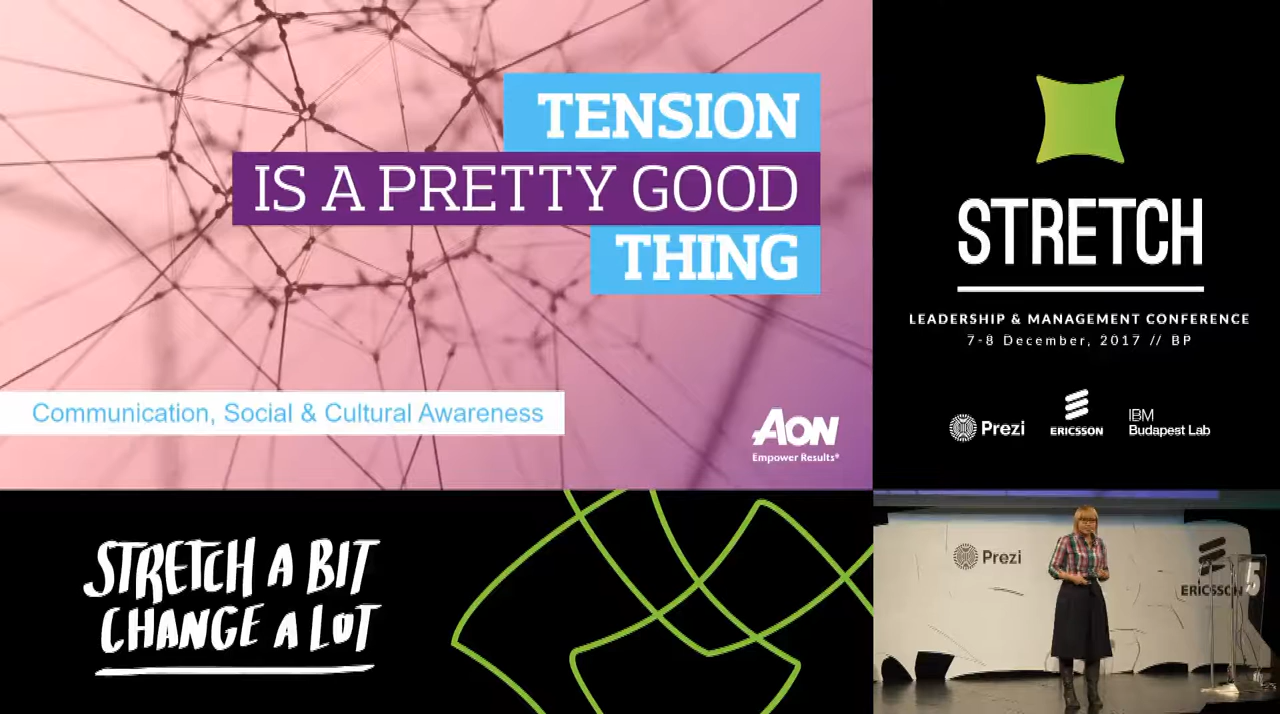 TENSION
IS A PRETTY GOOD
THING
Communication, Social & Cultural Awareness
AON
Empower Results®
STRETCH
LEADERSHIP & MANAGEMENT CONFERENCE
7-8 December, 2017 // BP
Prezi
ERICSSON
IBM
Budapest Lab
STRETCH A BIT
CHANGE A LOT
Prezi
ERICSSON
5